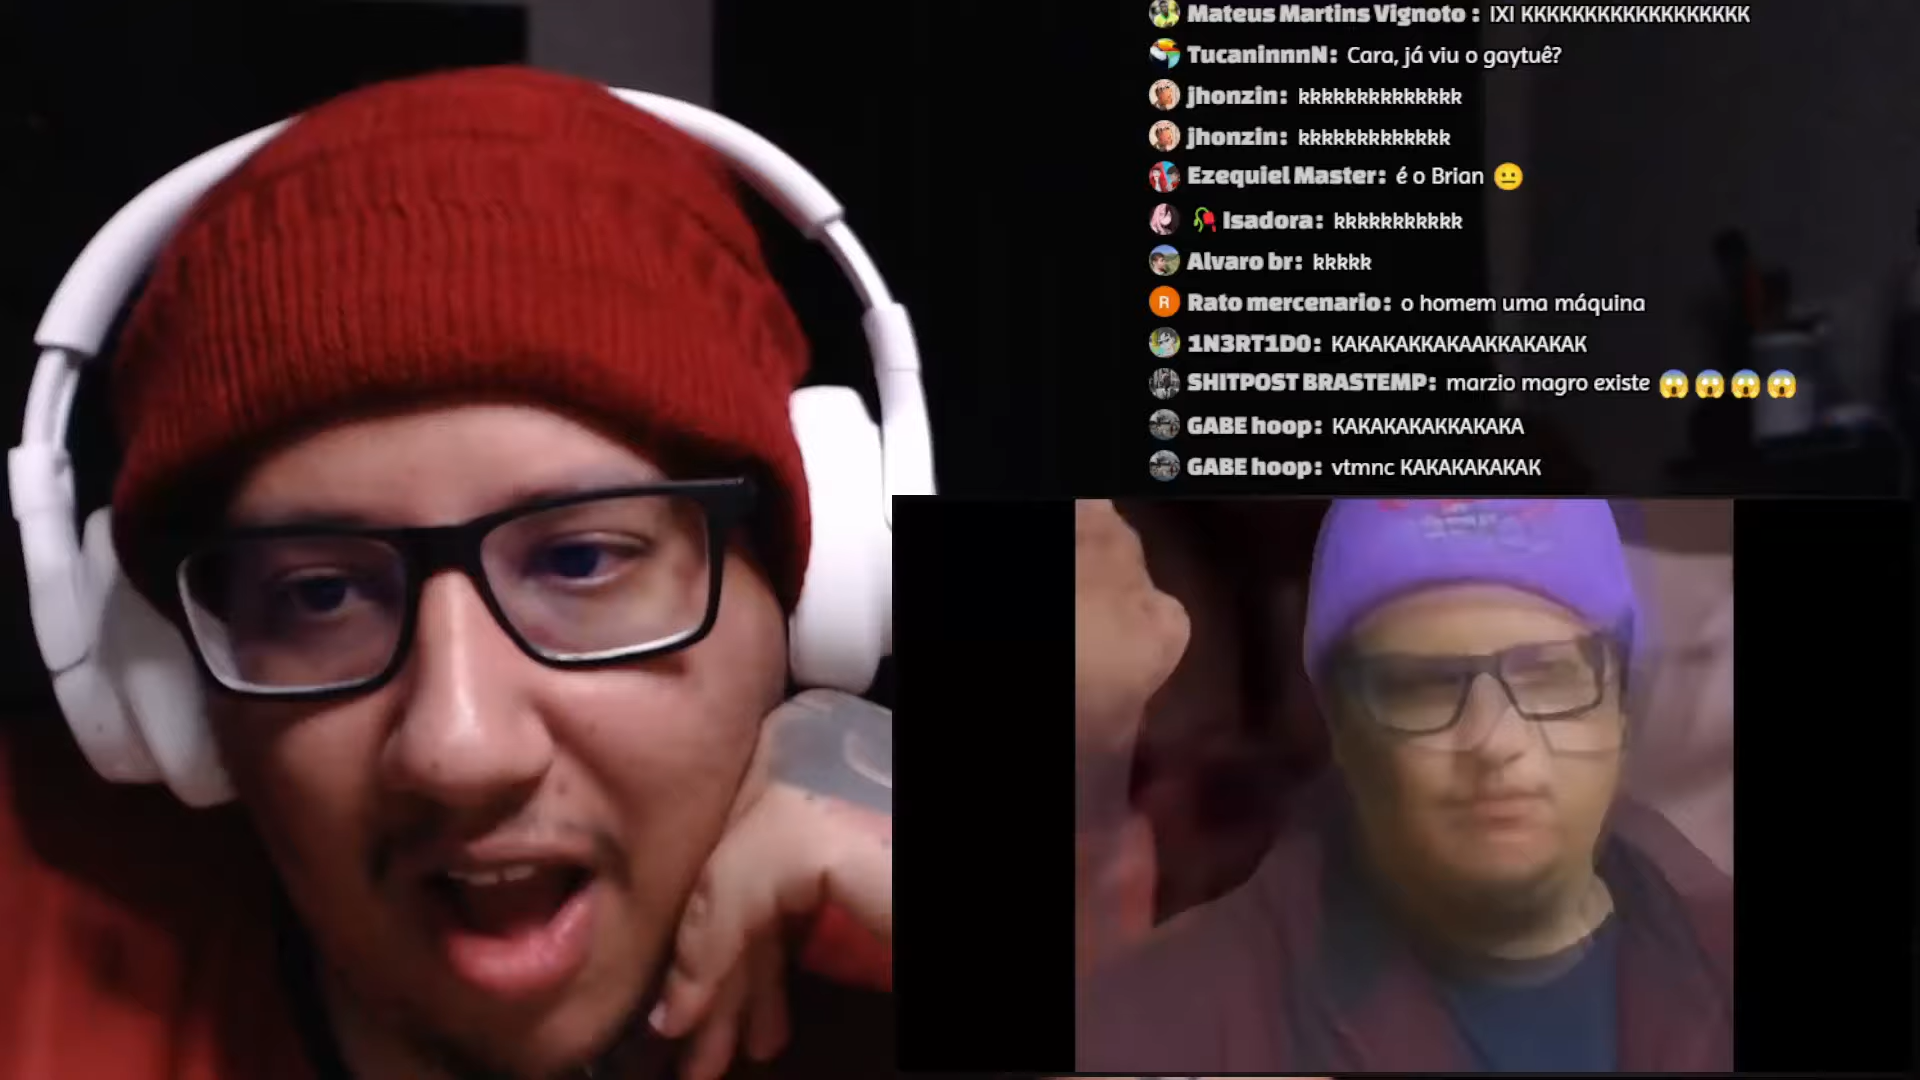 Mateus Martins Vignoto : IXI KKKKKKKKKKKKKKKKKK
TucaninnnN: Cara, já viu o gaytuê?
jhonzin: kkkkkkkkkkkkkk
jhonzin: kkkkkkkkkkkkk
Ezequiel Master: é o Brian 😐
🥀 Isadora: kkkkkkkkkkk
Alvaro br: kkkkk
R Rato mercenario: o homem uma máquina
1N3RT1D0: KAKAKAKKAKAAKKAKAKAK
SHITPOST BRASTEMP: marzio magro existe 😱😱😱😱
GABE hoop: KAKAKAKAKKAKAKA
GABE hoop: vtmnc KAKAKAKAKAK